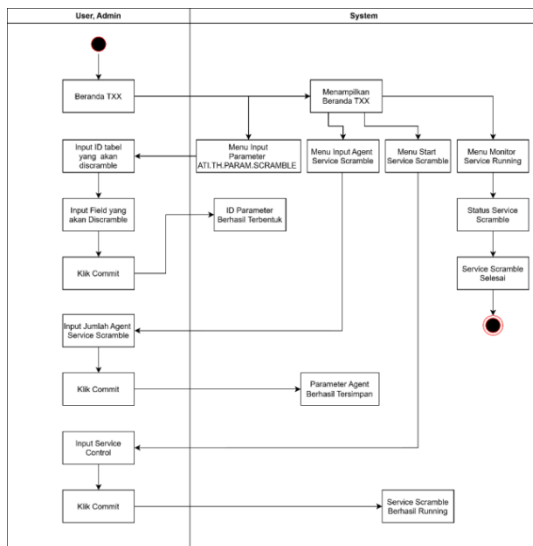 User, Admin
System
Beranda TXX
Menampilkan
Beranda TXX
Input ID tabel
yang akan
discramble
Menu Input
Parameter
ATI.TH.PARAM.SCRAMBLE
Menu Input Agent
Service Scramble
Menu Start
Service Scramble
Menu Monitor
Service Running
Input Field yang
akan Discramble
ID Parameter
Berhasil Terbentuk
Status Service
Scramble
Klik Commit
Service Scramble
Selesai
Input Jumlah Agent
Service Scramble
Klik Commit
Parameter Agent
Berhasil Tersimpan
Input Service
Control
Klik Commit
Service Scramble
Berhasil Running